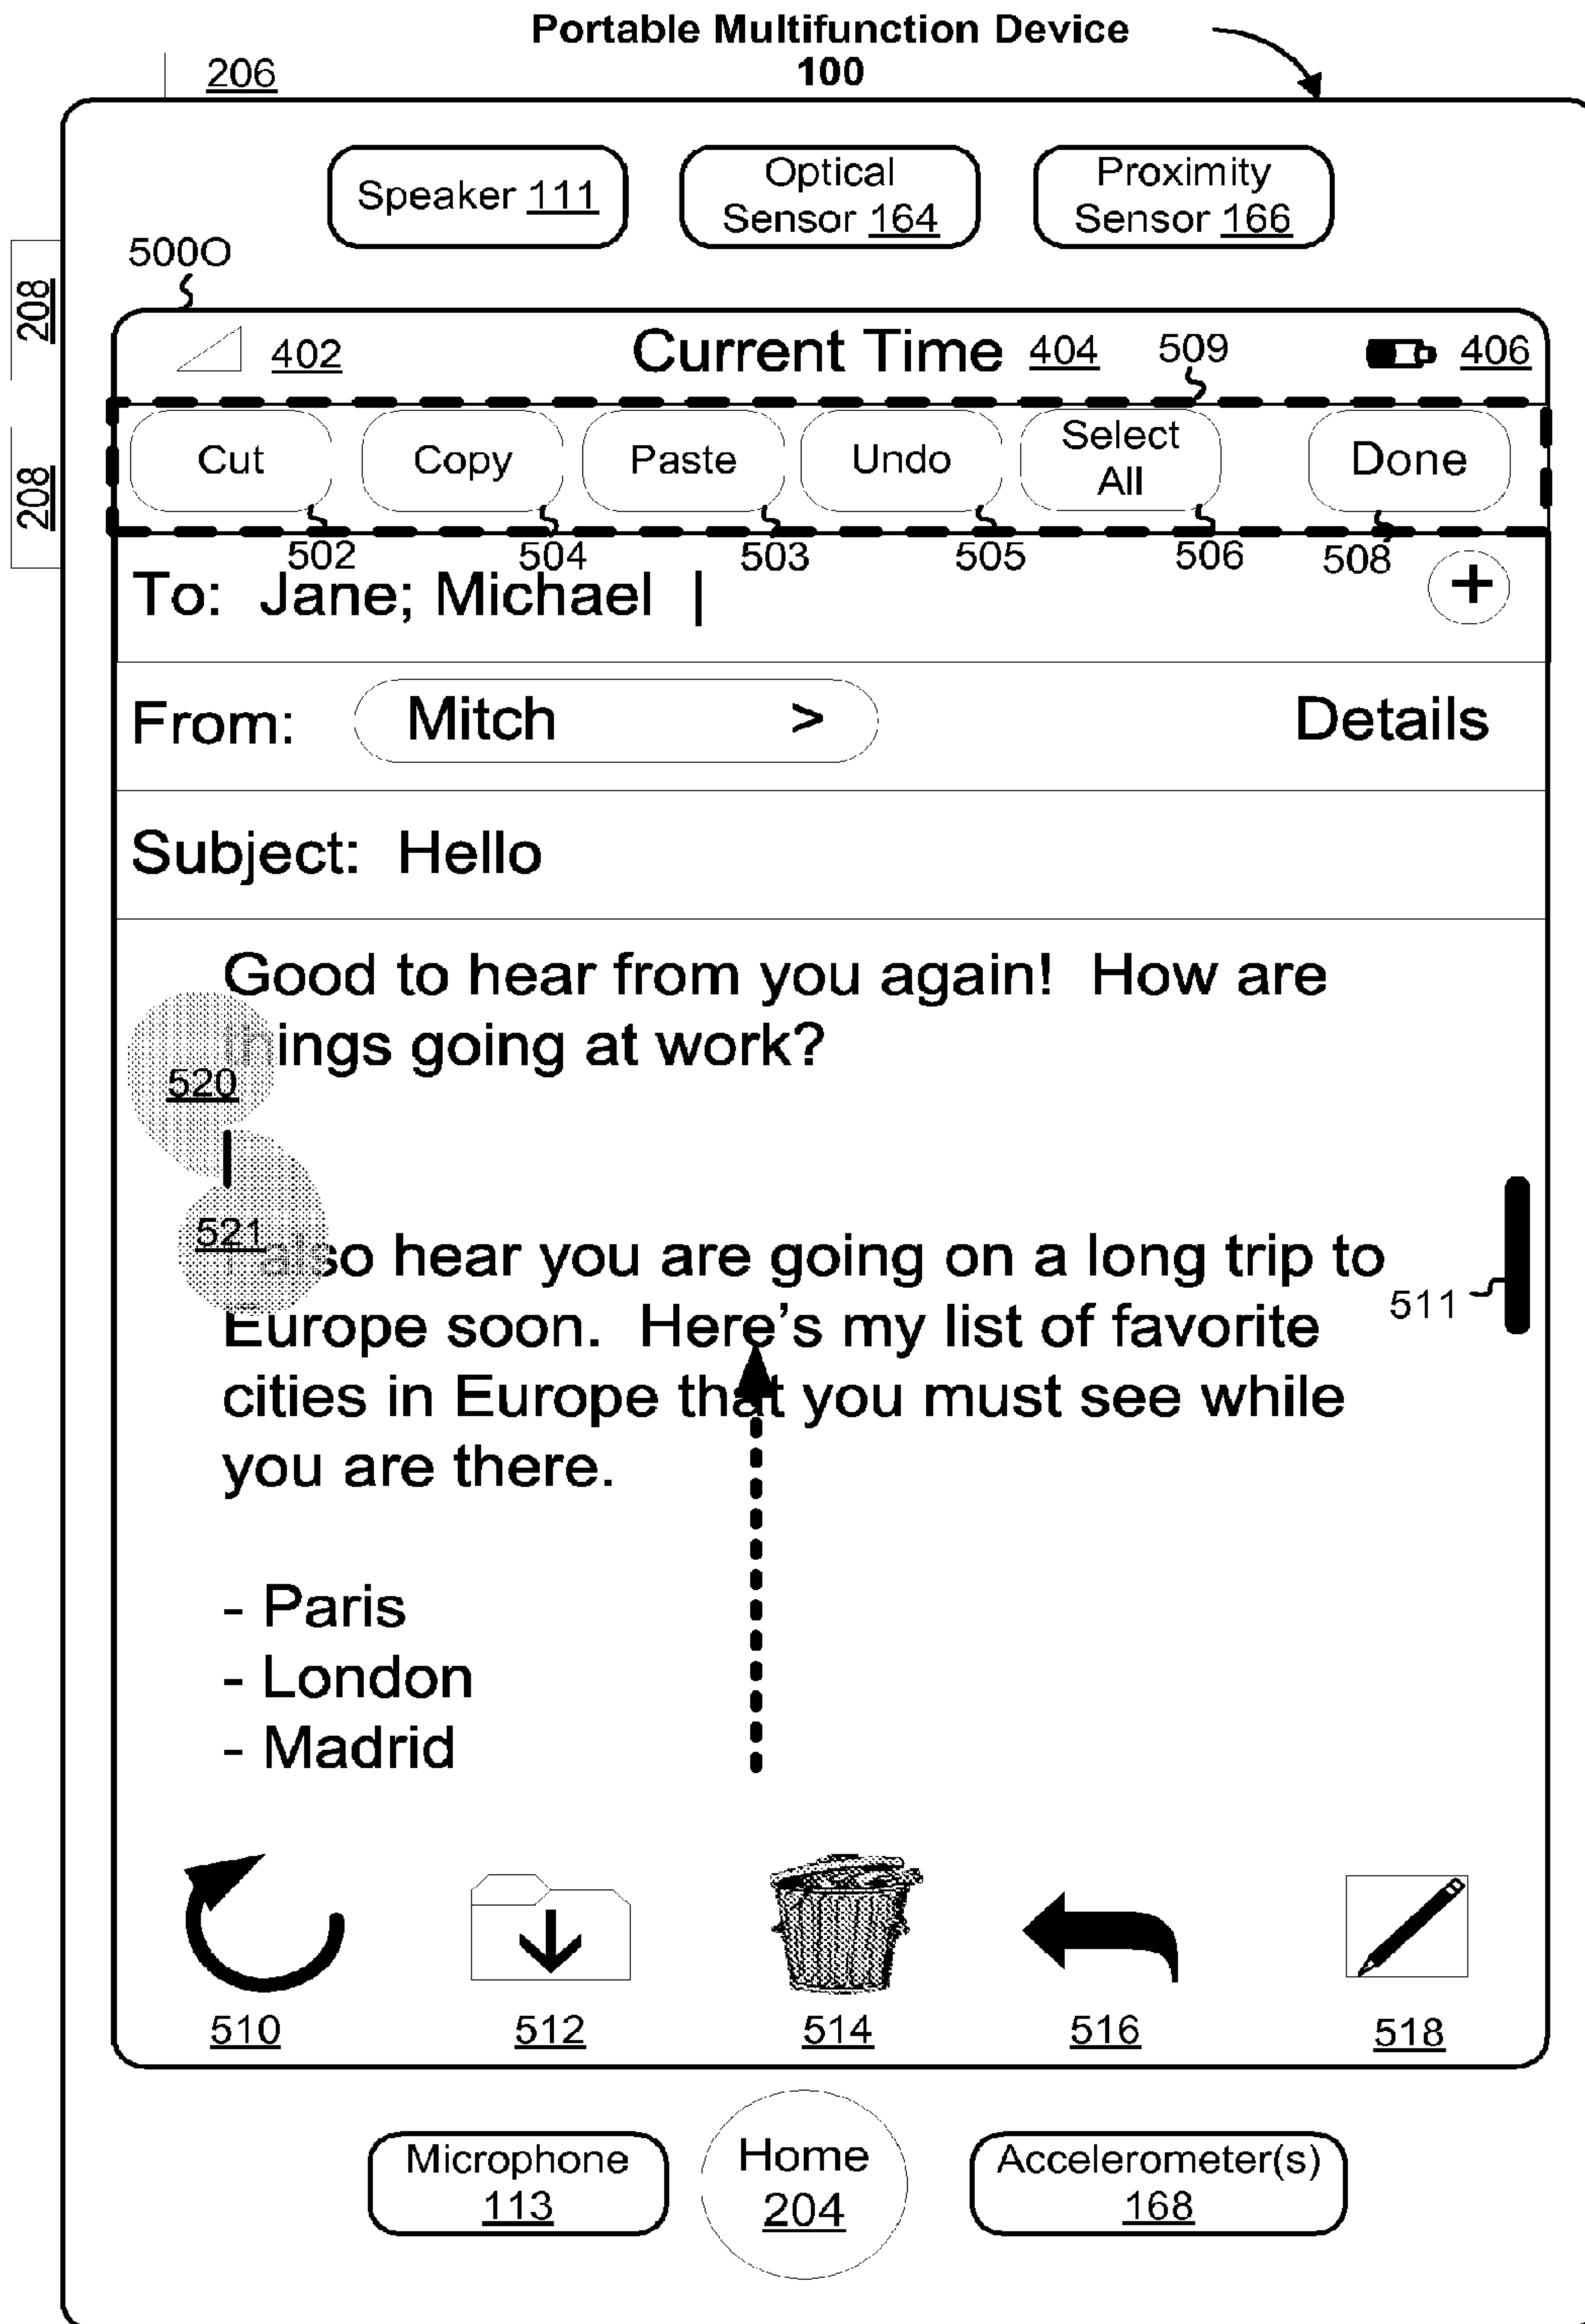 Portable Multifunction Device
100
206
Speaker 111
Optical
Sensor 164
Proximity
Sensor 166
208
208
500O
402
Current Time 404
509
406
Cut
Copy
Paste
Undo
Select
All
Done
502
504
503
505
506
508
To: Jane; Michael |
+
From: Mitch >
Details
Subject: Hello
Good to hear from you again! How are
things going at work?
520
521
I also hear you are going on a long trip to
Europe soon. Here's my list of favorite
cities in Europe that you must see while
you are there.
511
- Paris
- London
- Madrid
510
512
514
516
518
Microphone
113
Home
204
Accelerometer(s)
168